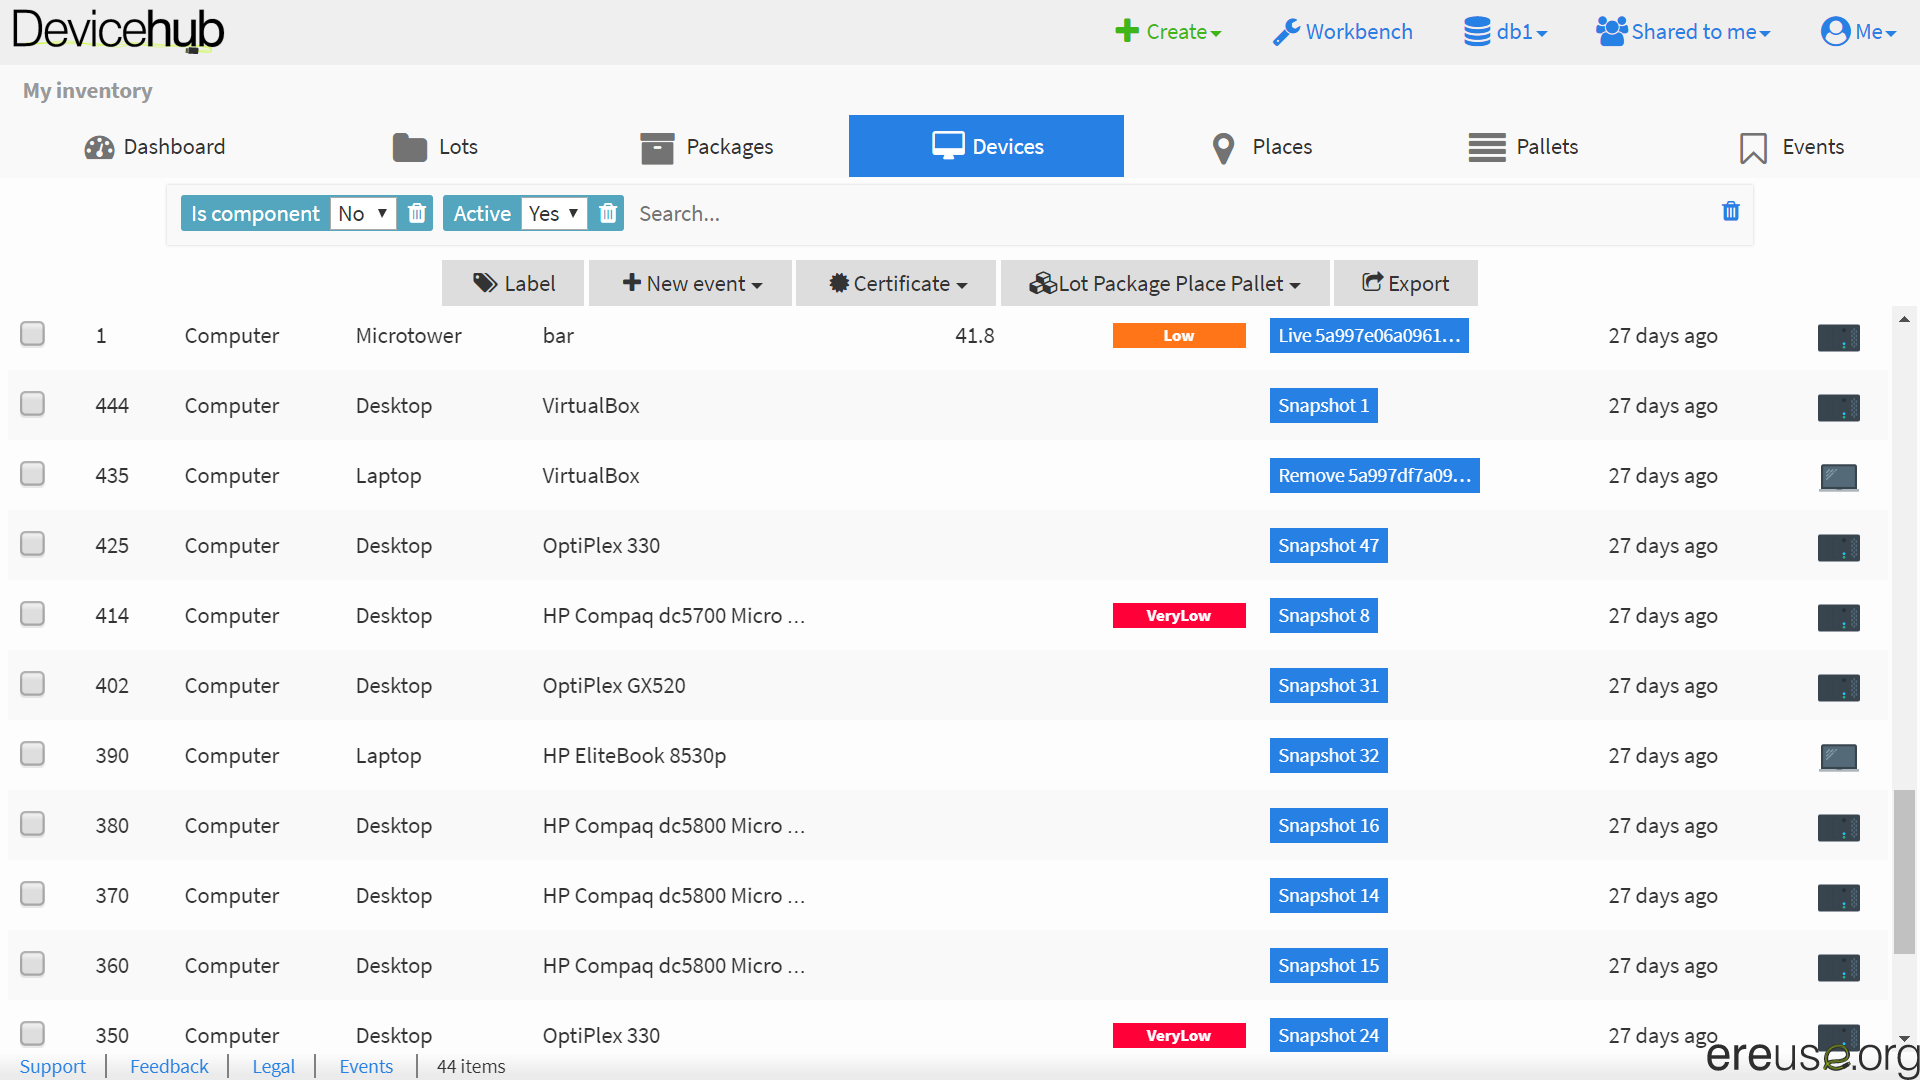 Devicehub
Create Workbench db1 Shared to me Me
My inventory
Dashboard Lots Packages Devices Places Pallets Events
Is component No Active Yes Search...
Label New event Certificate Lot Package Place Pallet Export
1 Computer Microtower bar 41.8 Low Live 5a997e06a0961... 27 days ago
444 Computer Desktop VirtualBox Snapshot 1 27 days ago
435 Computer Laptop VirtualBox Remove 5a997df7a09... 27 days ago
425 Computer Desktop OptiPlex 330 Snapshot 47 27 days ago
414 Computer Desktop HP Compaq dc5700 Micro ... VeryLow Snapshot 8 27 days ago
402 Computer Desktop OptiPlex GX520 Snapshot 31 27 days ago
390 Computer Laptop HP EliteBook 8530p Snapshot 32 27 days ago
380 Computer Desktop HP Compaq dc5800 Micro ... Snapshot 16 27 days ago
370 Computer Desktop HP Compaq dc5800 Micro ... Snapshot 14 27 days ago
360 Computer Desktop HP Compaq dc5800 Micro ... Snapshot 15 27 days ago
350 Computer Desktop OptiPlex 330 VeryLow Snapshot 24 27 days ago
Support Feedback Legal Events 44 items ereuse.org